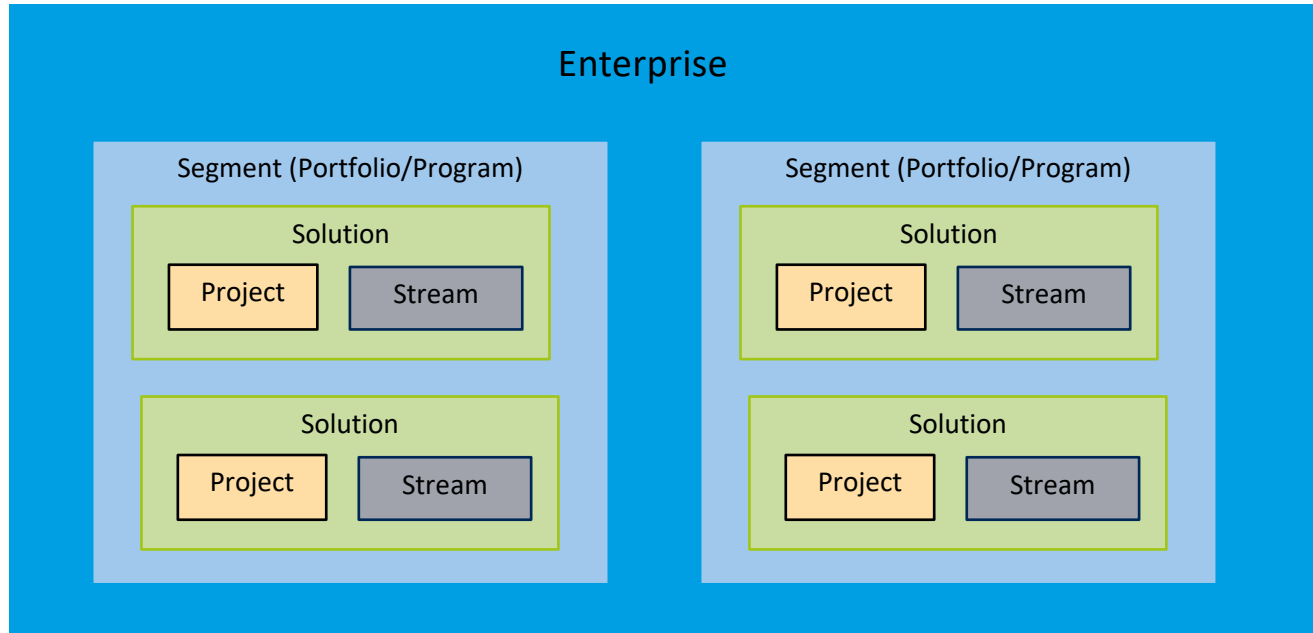 Enterprise
Segment (Portfolio/Program)
Solution
Project
Stream
Solution
Project
Stream
Segment (Portfolio/Program)
Solution
Project
Stream
Solution
Project
Stream